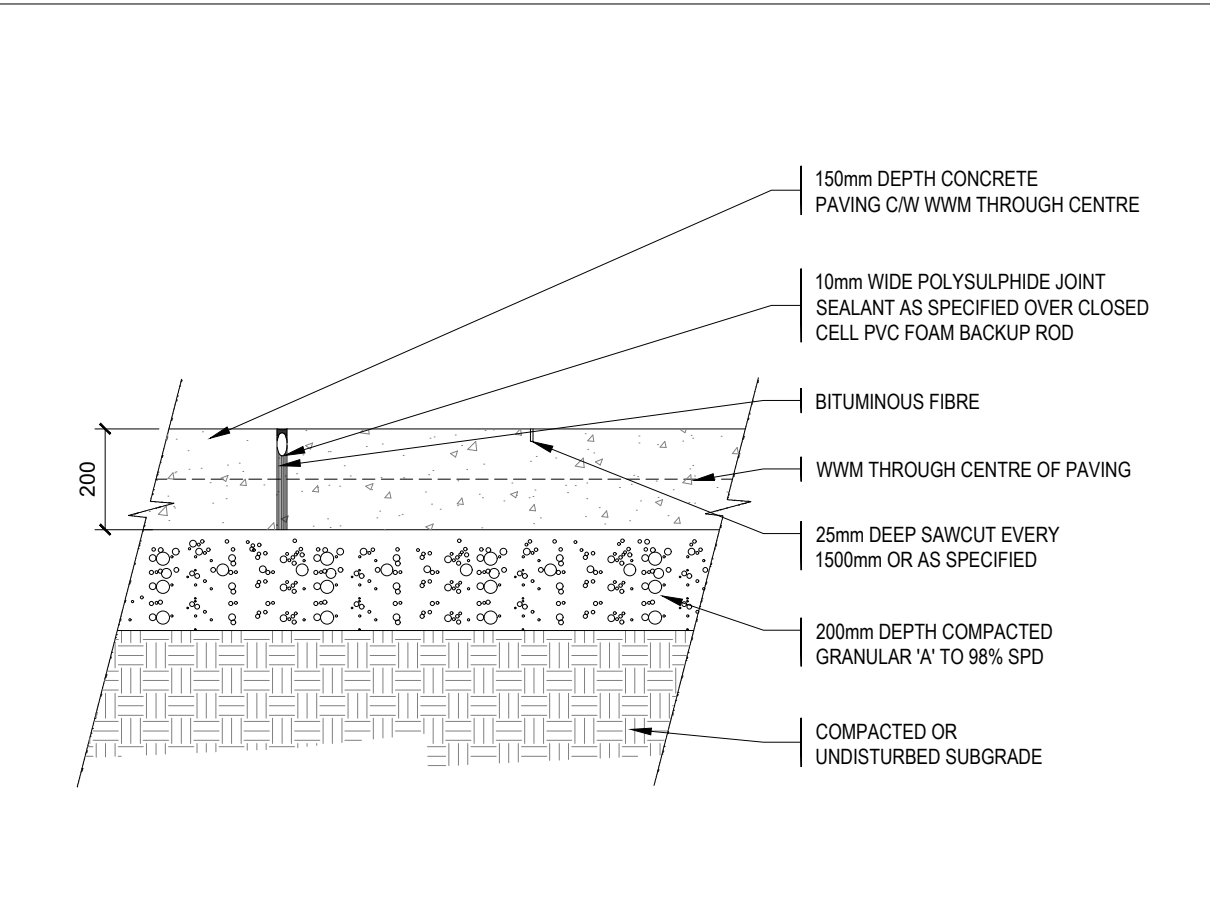 150mm DEPTH CONCRETE
PAVING C/W WWM THROUGH CENTRE
10mm WIDE POLYSULPHIDE JOINT
SEALANT AS SPECIFIED OVER CLOSED
CELL PVC FOAM BACKUP ROD
BITUMINOUS FIBRE
WWM THROUGH CENTRE OF PAVING
200
25mm DEEP SAWCUT EVERY
1500mm OR AS SPECIFIED
200mm DEPTH COMPACTED
GRANULAR 'A' TO 98% SPD
COMPACTED OR
UNDISTURBED SUBGRADE